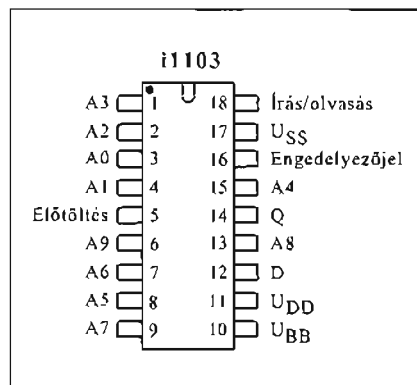 i1103
A3 1 18 Írás/olvasás
A2 2 17 USS
A0 3 16 Engedelyezőjel
A1 4 15 A4
Előtöltés 5 14 Q
A9 6 13 A8
A6 7 12 D
A5 8 11 UDD
A7 9 10 UBB